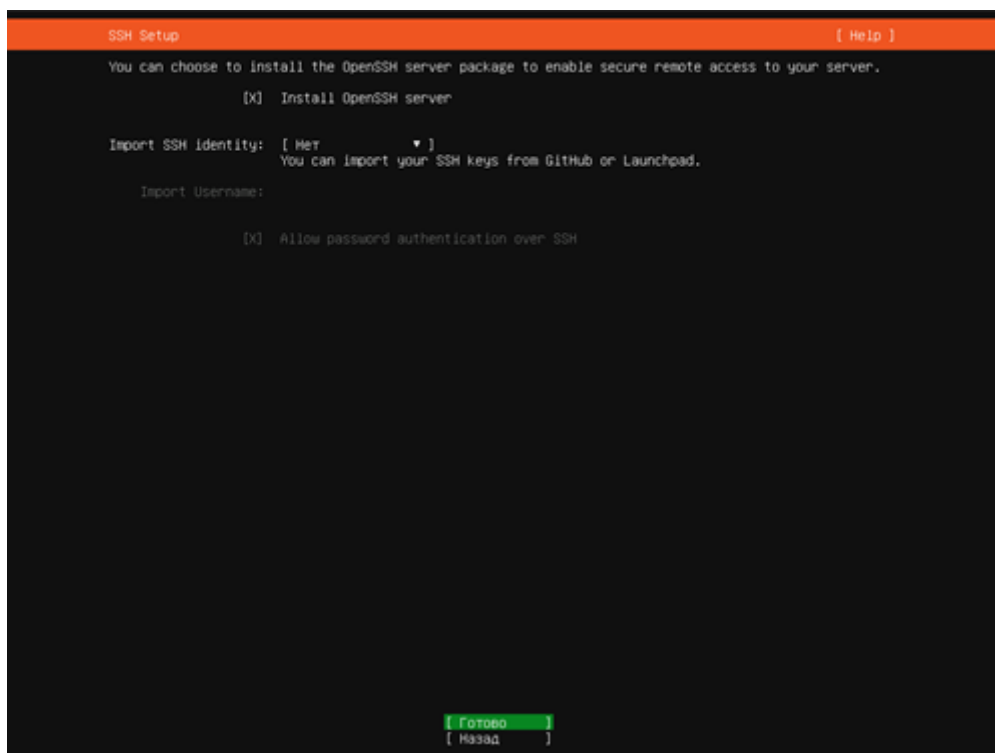 SSH Setup [ Help ]
You can choose to install the OpenSSH server package to enable secure remote access to your server.
[X] Install OpenSSH server
Import SSH identity: [ Нет ▾ ]
You can import your SSH keys from GitHub or Launchpad.
Import Username:
[X] Allow password authentication over SSH
[ Готово ]
[ Назад ]